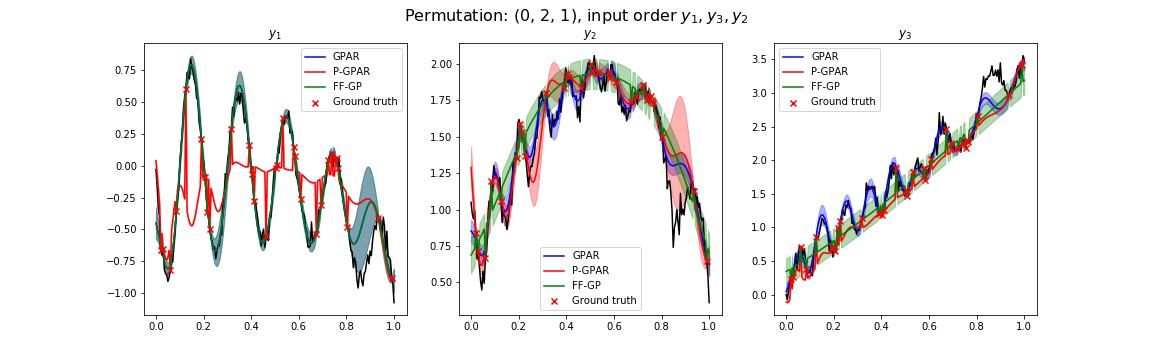 Permutation: (0, 2, 1), input order y₁, y₃, y₂
y₁
0.75
0.50
0.25
0.00
−0.25
−0.50
−0.75
−1.00
0.0 0.2 0.4 0.6 0.8 1.0
GPAR
P-GPAR
FF-GP
Ground truth
y₂
2.00
1.75
1.50
1.25
1.00
0.75
0.50
0.0 0.2 0.4 0.6 0.8 1.0
GPAR
P-GPAR
FF-GP
Ground truth
y₃
3.5
3.0
2.5
2.0
1.5
1.0
0.5
0.0
0.0 0.2 0.4 0.6 0.8 1.0
GPAR
P-GPAR
FF-GP
Ground truth